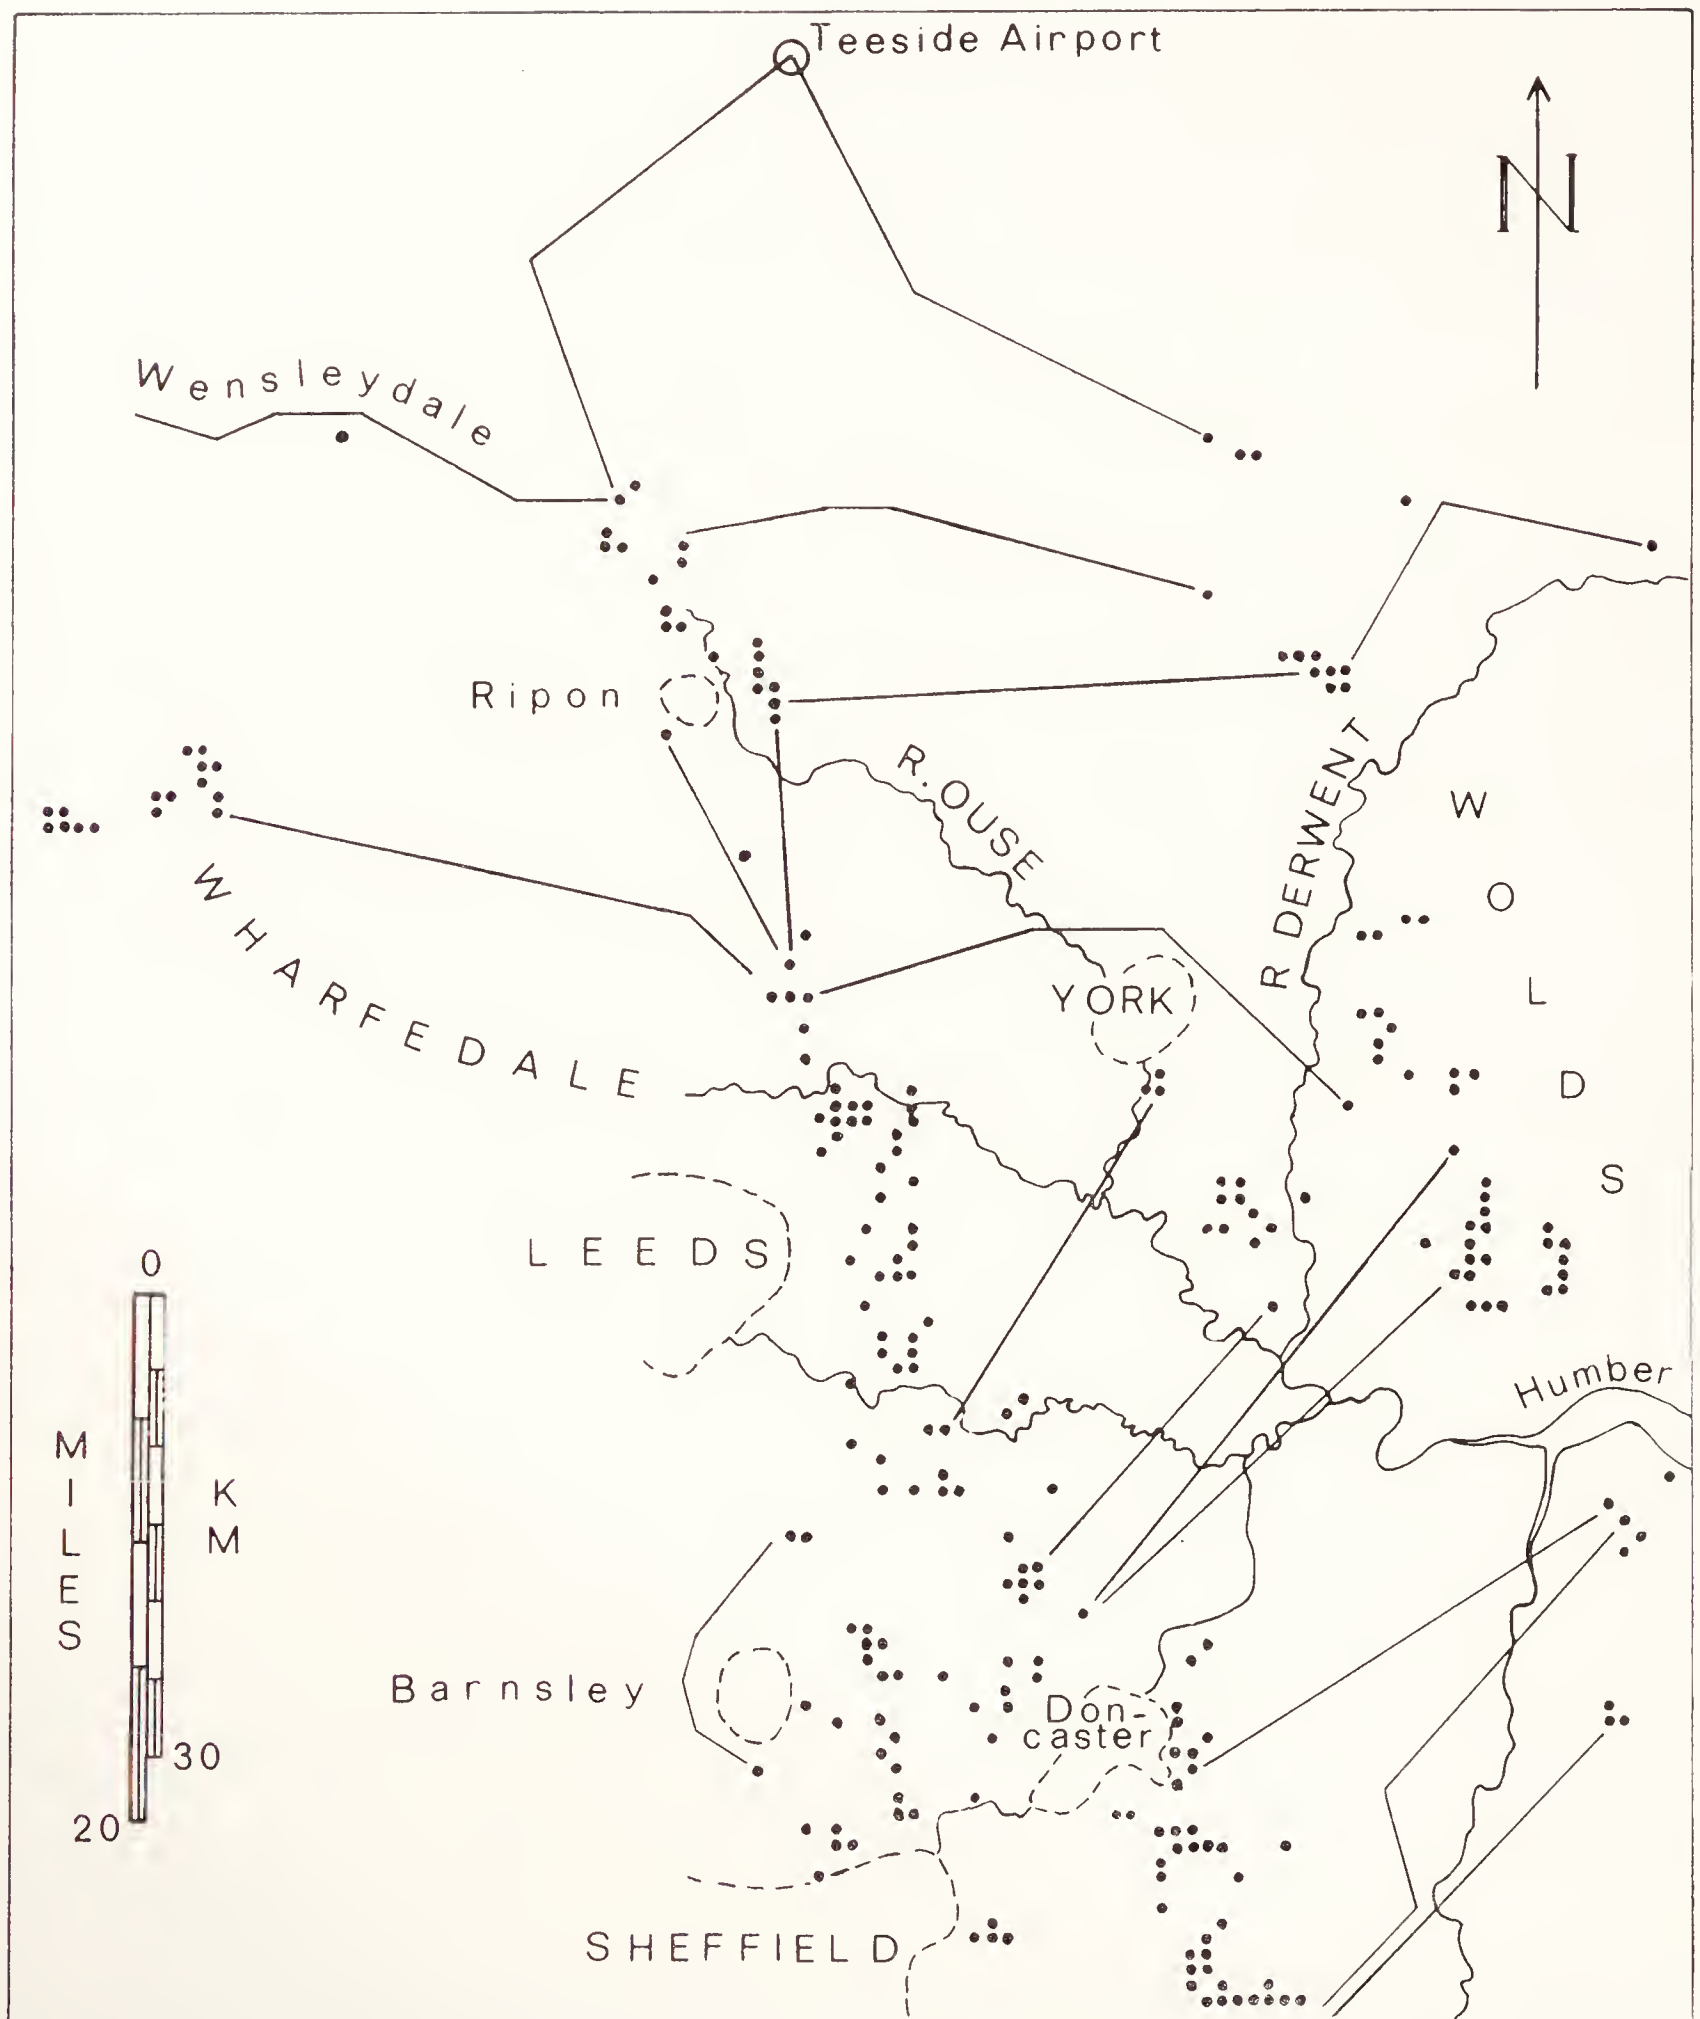 Teeside Airport
N
Wensleydale
Ripon
R. OUSE
R DERWENT
WOLDS
WHARFEDALE
YORK
LEEDS
0
Humber
MILES
KM
Barnsley
Don-
caster
30
20
SHEFFIELD